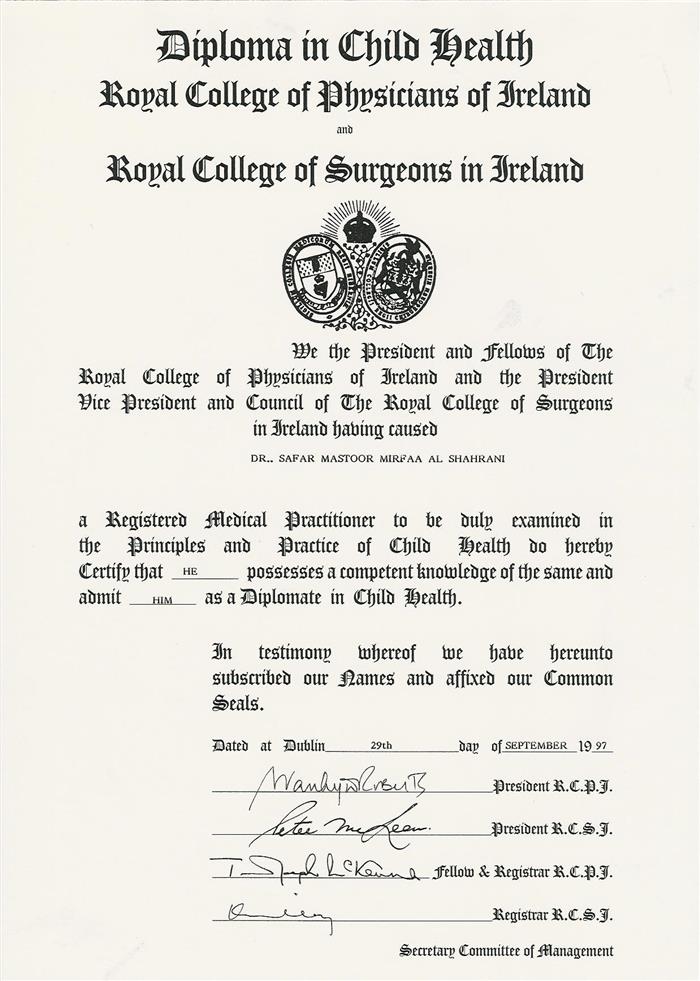 Diploma in Child Health
Royal College of Physicians of Ireland
and
Royal College of Surgeons in Ireland
We the President and Fellows of The
Royal College of Physicians of Ireland and the President
Vice President and Council of The Royal College of Surgeons
in Ireland having caused
DR.. SAFAR MASTOOR MIRFAA AL SHAHRANI
a Registered Medical Practitioner to be duly examined in
the Principles and Practice of Child Health do hereby
Certify that HE possesses a competent knowledge of the same and
admit HIM as a Diplomate in Child Health.
In testimony whereof we have hereunto
subscribed our Names and affixed our Common
Seals.
Dated at Dublin 29th day of SEPTEMBER 1997
President R.C.P.I.
Peter President R.C.S.I.
T. Joseph McKenna Fellow & Registrar R.C.P.I.
Registrar R.C.S.I.
Secretary Committee of Management